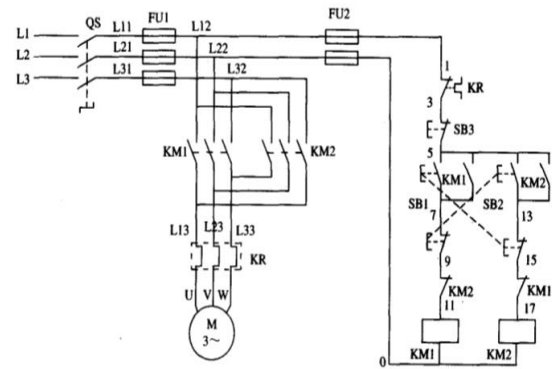 QS
L11
FU1
L12
FU2
L1
L2
L21
L22
L3
L31
L32
1
KR
3
SB3
5
KM1
KM2
KM1
KM2
SB1
SB2
7
13
L13
L23
L33
KR
9
15
KM2
KM1
U
V
W
11
17
M
3~
0
KM1
KM2